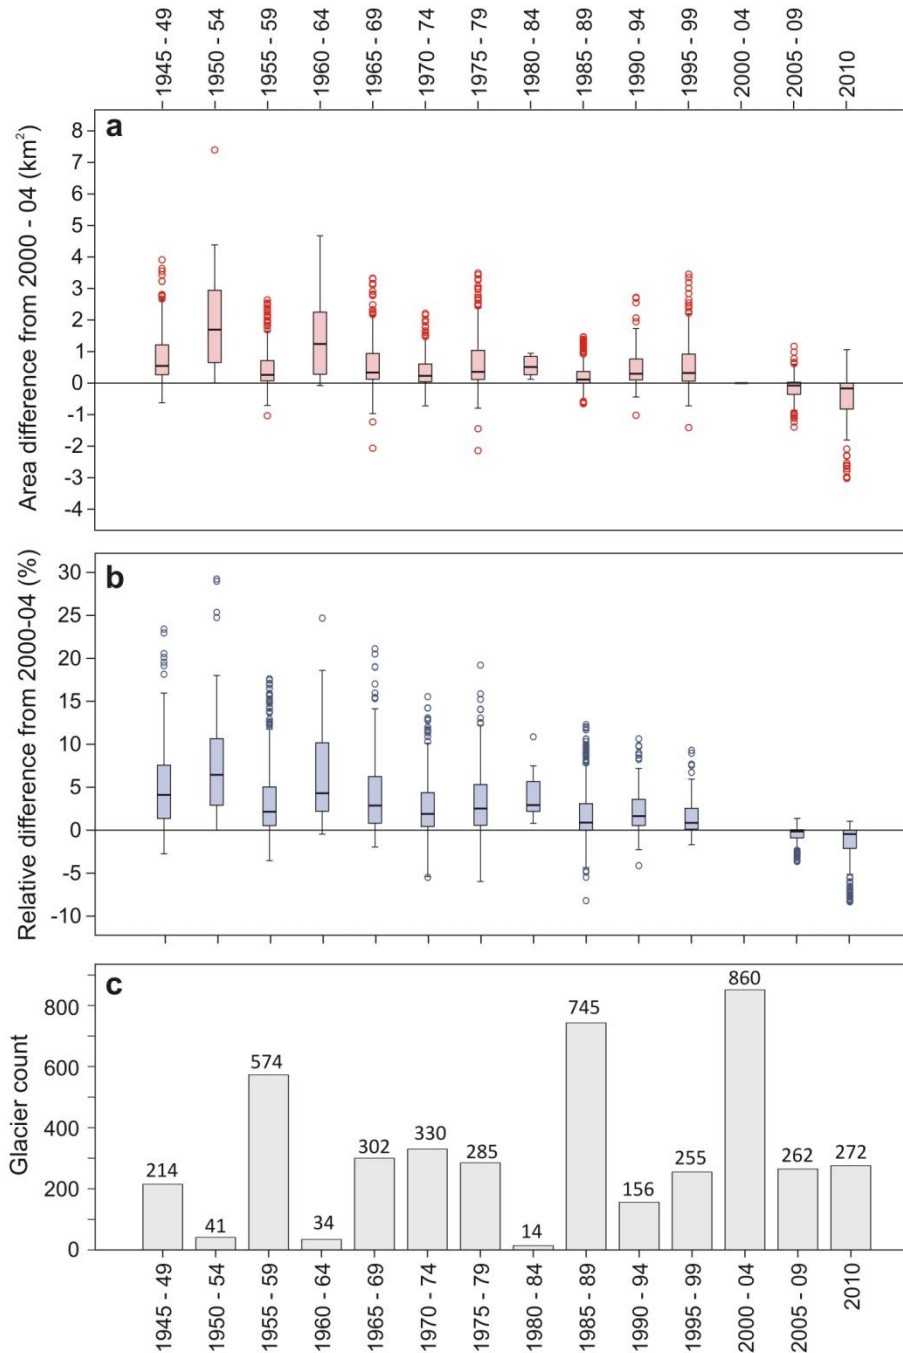 1945 - 49
1950 - 54
1955 - 59
1960 - 64
1965 - 69
1970 - 74
1975 - 79
1980 - 84
1985 - 89
1990 - 94
1995 - 99
2000 - 04
2005 - 09
2010
a
Area difference from 2000 - 04 (km²)
8
7
6
5
4
3
2
1
0
-1
-2
-3
-4
b
Relative difference from 2000-04 (%)
30
25
20
15
10
5
0
-5
-10
c
Glacier count
800
600
400
200
0
214
41
574
34
302
330
285
14
745
156
255
860
262
272
1945 - 49
1950 - 54
1955 - 59
1960 - 64
1965 - 69
1970 - 74
1975 - 79
1980 - 84
1985 - 89
1990 - 94
1995 - 99
2000 - 04
2005 - 09
2010